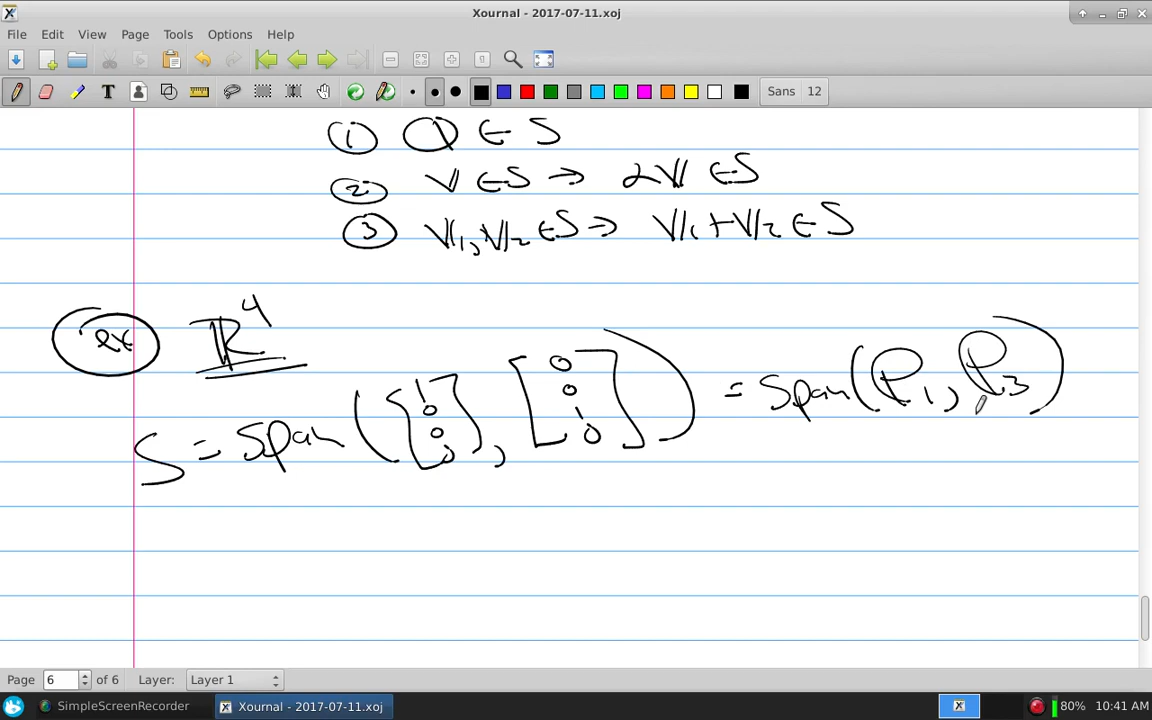 Xournal - 2017-07-11.xoj
File Edit View Page Tools Options Help
Sans 12
① 𝟘 ∈ S
② 𝕍 ∈ S → α𝕍 ∈ S
③ 𝕍1, 𝕍2 ∈ S → 𝕍1 + 𝕍2 ∈ S
ex ℝ^4
S = Span([1 0 0 0], [0 0 1 0]) = Span(e1, e3)
Page 6 of 6 Layer: Layer 1
SimpleScreenRecorder Xournal - 2017-07-11.xoj 80% 10:41 AM